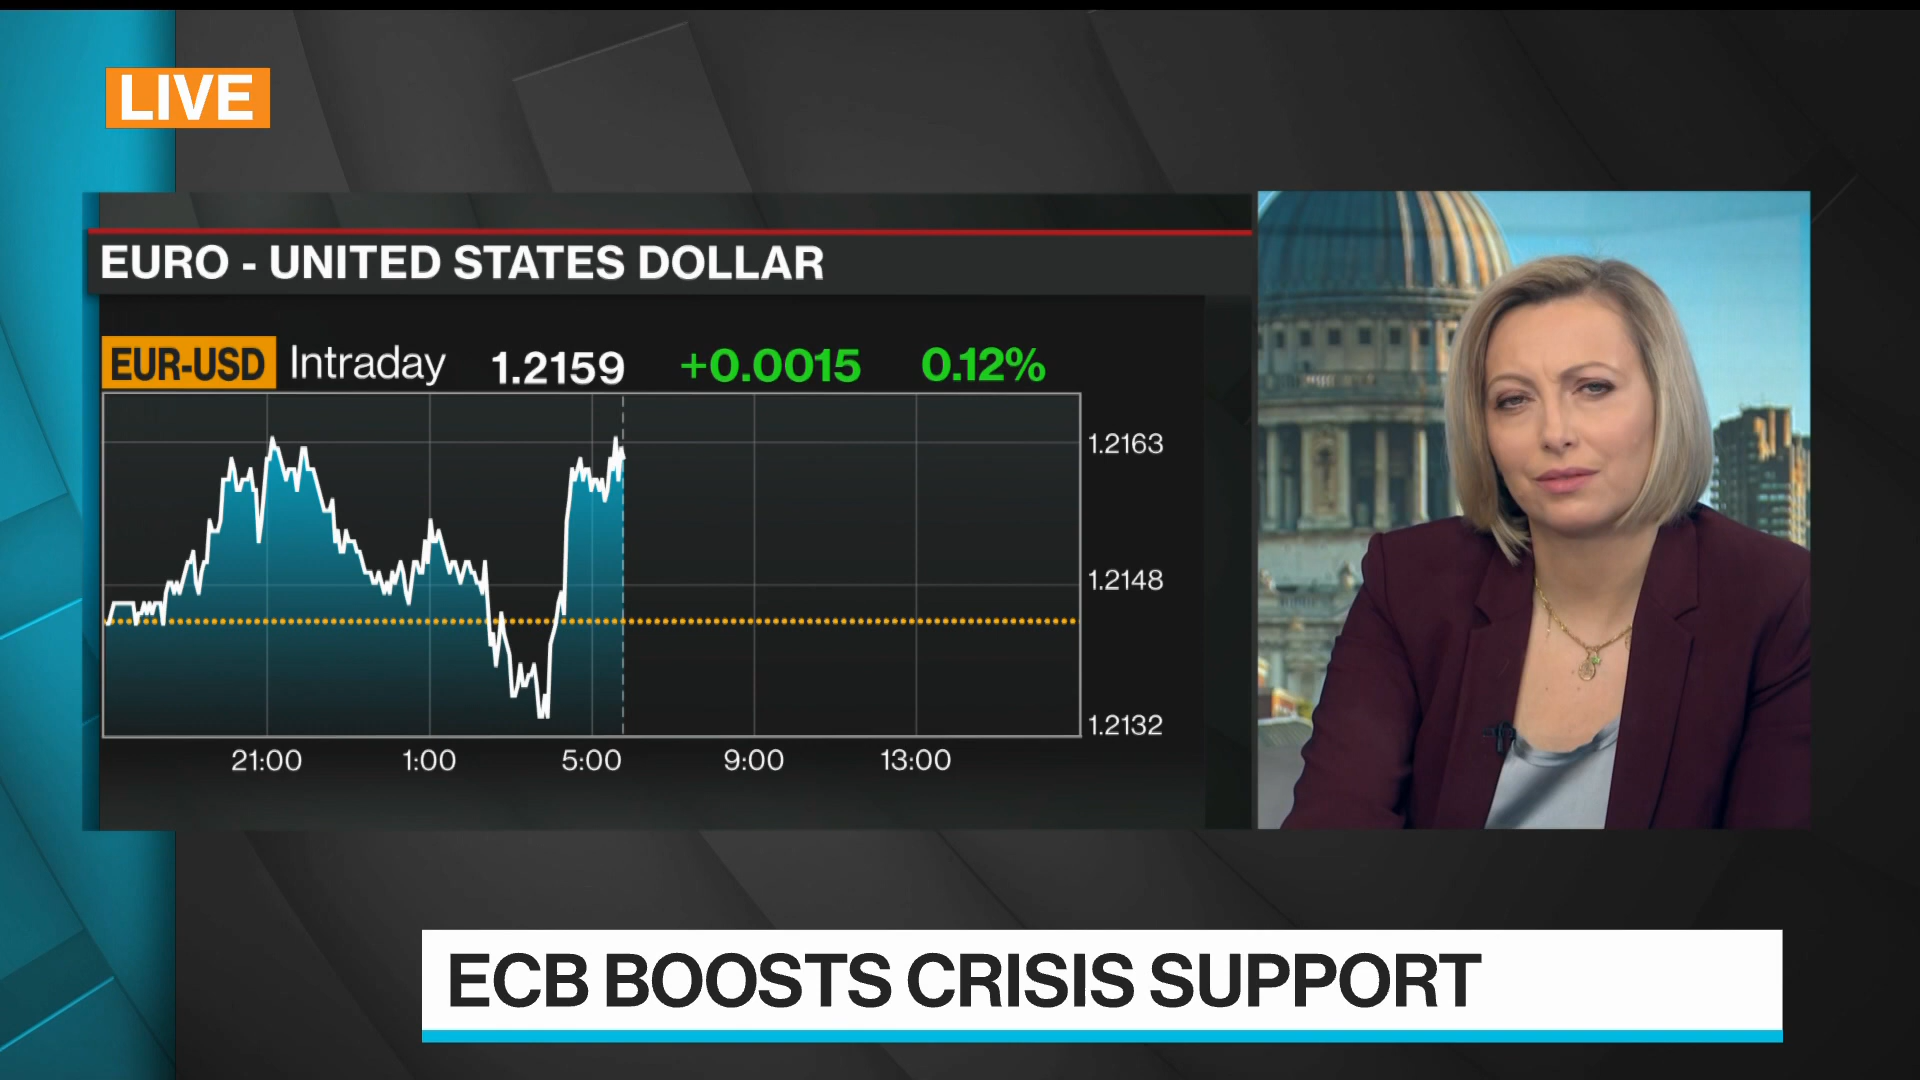 LIVE
EURO - UNITED STATES DOLLAR
EUR-USD Intraday 1.2159 +0.0015 0.12%
1.2163
1.2148
1.2132
21:00 1:00 5:00 9:00 13:00
ECB BOOSTS CRISIS SUPPORT